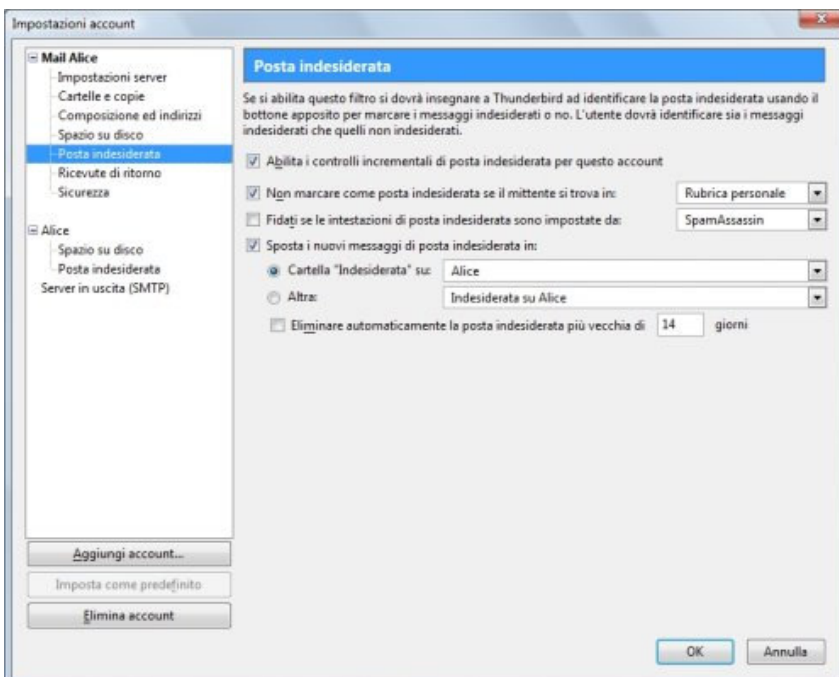 Impostazioni account
Mail Alice
Impostazioni server
Cartelle e copie
Composizione ed indirizzi
Spazio su disco
Posta indesiderata
Ricevute di ritorno
Sicurezza
Alice
Spazio su disco
Posta indesiderata
Server in uscita (SMTP)
Aggiungi account...
Imposta come predefinito
Elimina account
Posta indesiderata
Se si abilita questo filtro si dovrà insegnare a Thunderbird ad identificare la posta indesiderata usando il
bottone apposito per marcare i messaggi indesiderati o no. L'utente dovrà identificare sia i messaggi
indesiderati che quelli non indesiderati.
Abilita i controlli incrementali di posta indesiderata per questo account
Non marcare come posta indesiderata se il mittente si trova in: Rubrica personale
Fidati se le intestazioni di posta indesiderata sono impostate da: SpamAssassin
Sposta i nuovi messaggi di posta indesiderata in:
Cartella "Indesiderata" su: Alice
Altra: Indesiderata su Alice
Eliminare automaticamente la posta indesiderata più vecchia di 14 giorni
OK Annulla